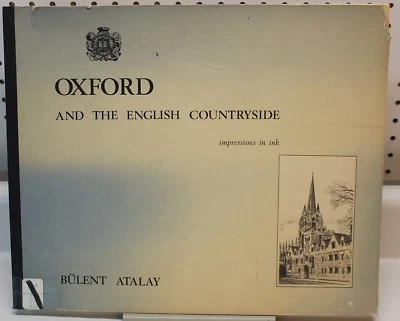 OXFORD
AND THE ENGLISH COUNTRYSIDE
impressions in ink
BÜLENT ATALAY